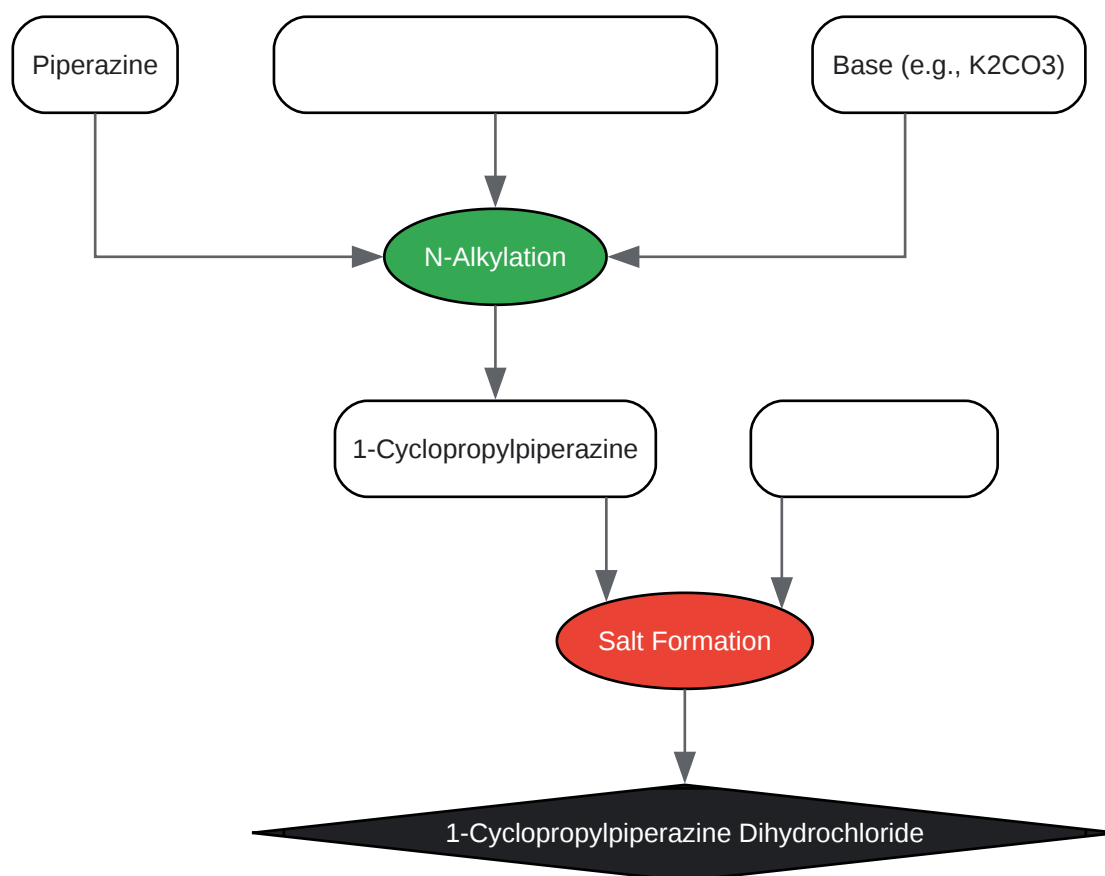 Piperazine
Base (e.g., K2CO3)
N-Alkylation
1-Cyclopropylpiperazine
Salt Formation
1-Cyclopropylpiperazine Dihydrochloride